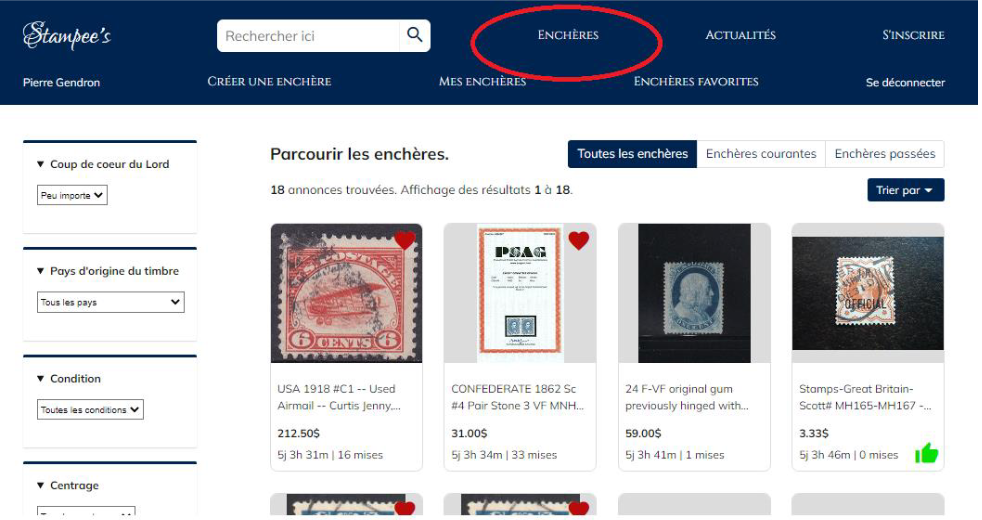 Stampee's
Rechercher ici
ENCHÈRES
ACTUALITÉS
S'INSCRIRE
Pierre Gendron
CRÉER UNE ENCHÈRE
MES ENCHÈRES
ENCHÈRES FAVORITES
Se déconnecter
▼ Coup de coeur du Lord
Peu importe
▼ Pays d'origine du timbre
Tous les pays
▼ Condition
Toutes les conditions
▼ Centrage
Parcourir les enchères.
Toutes les enchères
Enchères courantes
Enchères passées
18 annonces trouvées. Affichage des résultats 1 à 18.
Trier par
POSTAGE
6 CENTS 6
USA 1918 #C1 -- Used
Airmail -- Curtis Jenny,...
212.50$
5j 3h 31m | 16 mises
PSAG
CONFEDERATE 1862 Sc
#4 Pair Stone 3 VF MNH...
31.00$
5j 3h 34m | 33 mises
24 F-VF original gum
previously hinged with...
59.00$
5j 3h 41m | 1 mises
OFFICIAL
Stamps-Great Britain-
Scott# MH165-MH167 -...
3.33$
5j 3h 46m | 0 mises